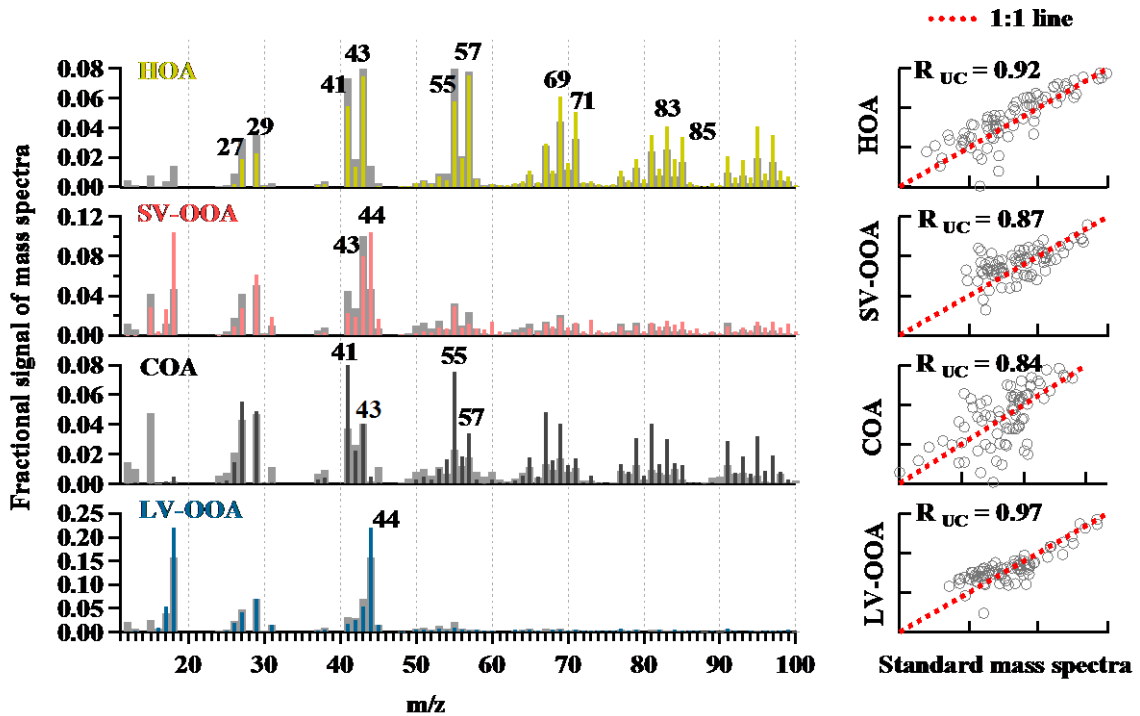 1:1 line
Fractional signal of mass spectra
0.08
0.06
0.04
0.02
0.00
HOA
27
29
41
43
55
57
69
71
83
85
HOA
R UC = 0.92
0.12
0.08
0.04
0.00
SV-OOA
43
44
SV-OOA
R UC = 0.87
0.08
0.06
0.04
0.02
0.00
COA
41
43
55
57
COA
R UC = 0.84
0.25
0.20
0.15
0.10
0.05
0.00
LV-OOA
44
LV-OOA
R UC = 0.97
20 30 40 50 60 70 80 90 100
m/z
Standard mass spectra